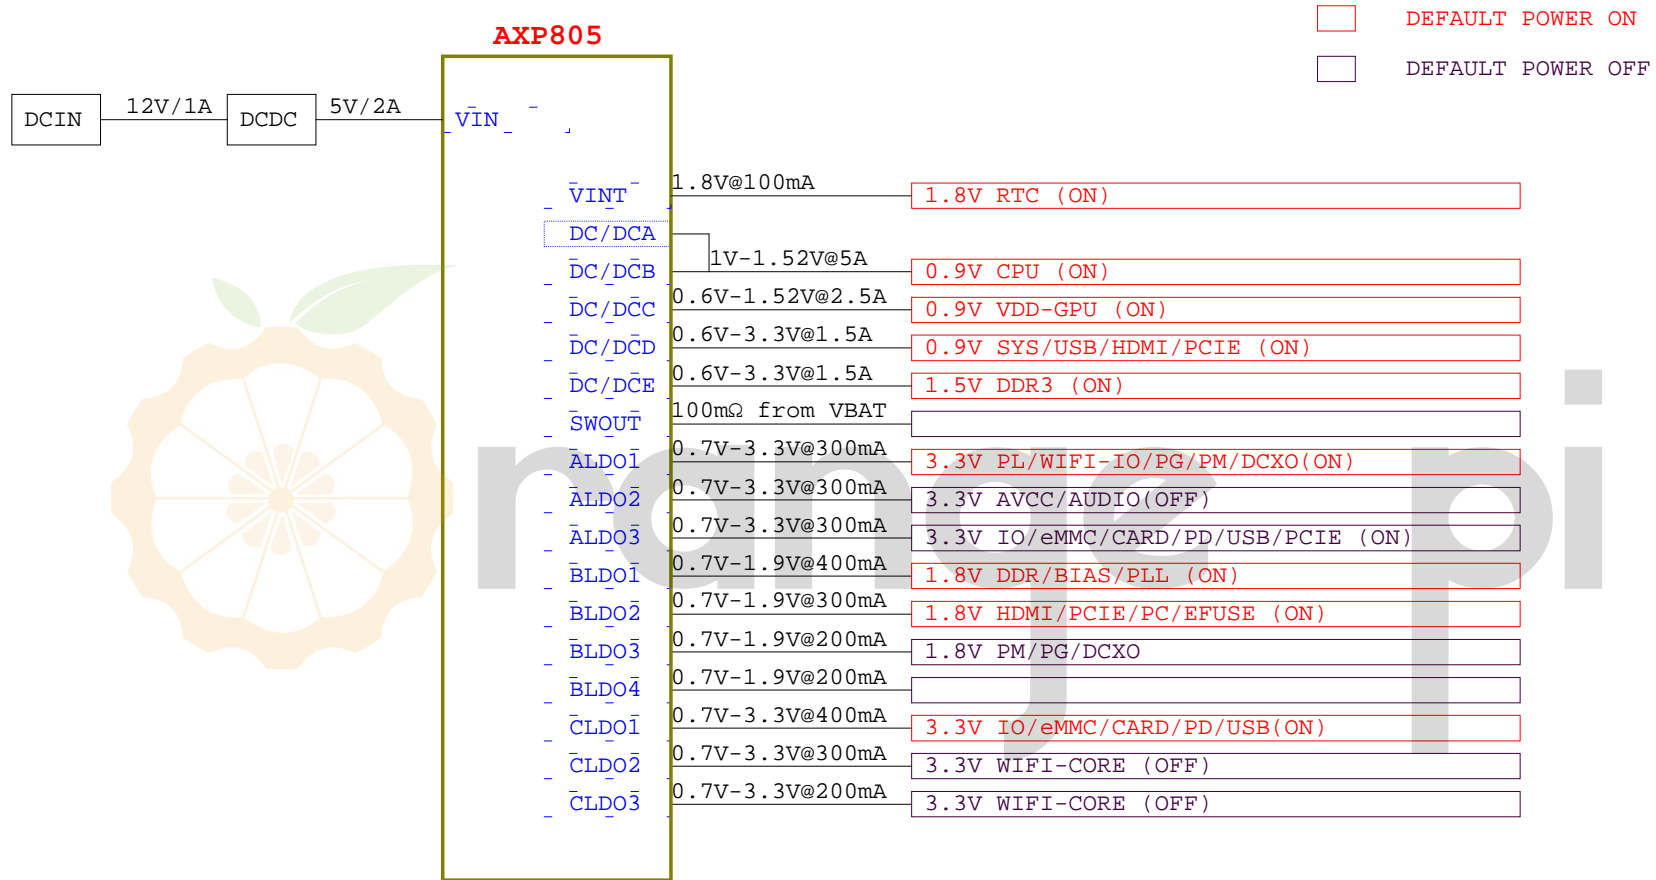 DEFAULT POWER ON
AXP805
DEFAULT POWER OFF
DCIN 12V/1A DCDC 5V/2A VIN
VINT 1.8V@100mA 1.8V RTC (ON)
DC/DCA
DC/DCB 1V-1.52V@5A 0.9V CPU (ON)
DC/DCC 0.6V-1.52V@2.5A 0.9V VDD-GPU (ON)
DC/DCD 0.6V-3.3V@1.5A 0.9V SYS/USB/HDMI/PCIE (ON)
DC/DCE 0.6V-3.3V@1.5A 1.5V DDR3 (ON)
SWOUT 100mΩ from VBAT
ALDO1 0.7V-3.3V@300mA 3.3V PL/WIFI-IO/PG/PM/DCXO(ON)
ALDO2 0.7V-3.3V@300mA 3.3V AVCC/AUDIO(OFF)
ALDO3 0.7V-3.3V@300mA 3.3V IO/eMMC/CARD/PD/USB/PCIE (ON)
BLDO1 0.7V-1.9V@400mA 1.8V DDR/BIAS/PLL (ON)
BLDO2 0.7V-1.9V@300mA 1.8V HDMI/PCIE/PC/EFUSE (ON)
BLDO3 0.7V-1.9V@200mA 1.8V PM/PG/DCXO
BLDO4 0.7V-1.9V@200mA
CLDO1 0.7V-3.3V@400mA 3.3V IO/eMMC/CARD/PD/USB(ON)
CLDO2 0.7V-3.3V@300mA 3.3V WIFI-CORE (OFF)
CLDO3 0.7V-3.3V@200mA 3.3V WIFI-CORE (OFF)
range pi